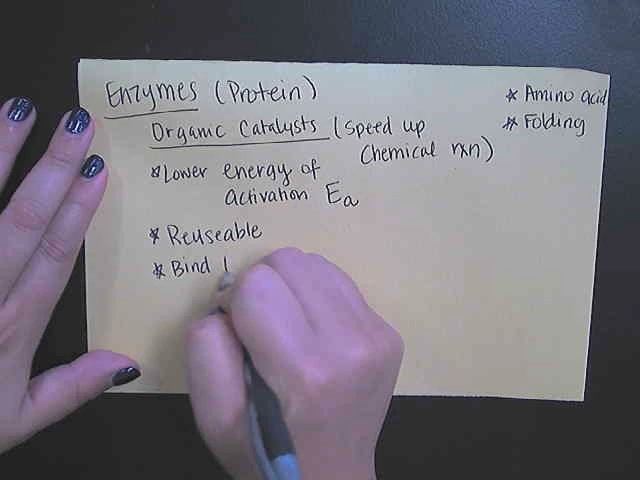 Enzymes (Protein)
* Amino acid
* Folding
Organic Catalysts (Speed up
Chemical rxn)
* Lower energy of
activation Ea
* Reuseable
* Bind